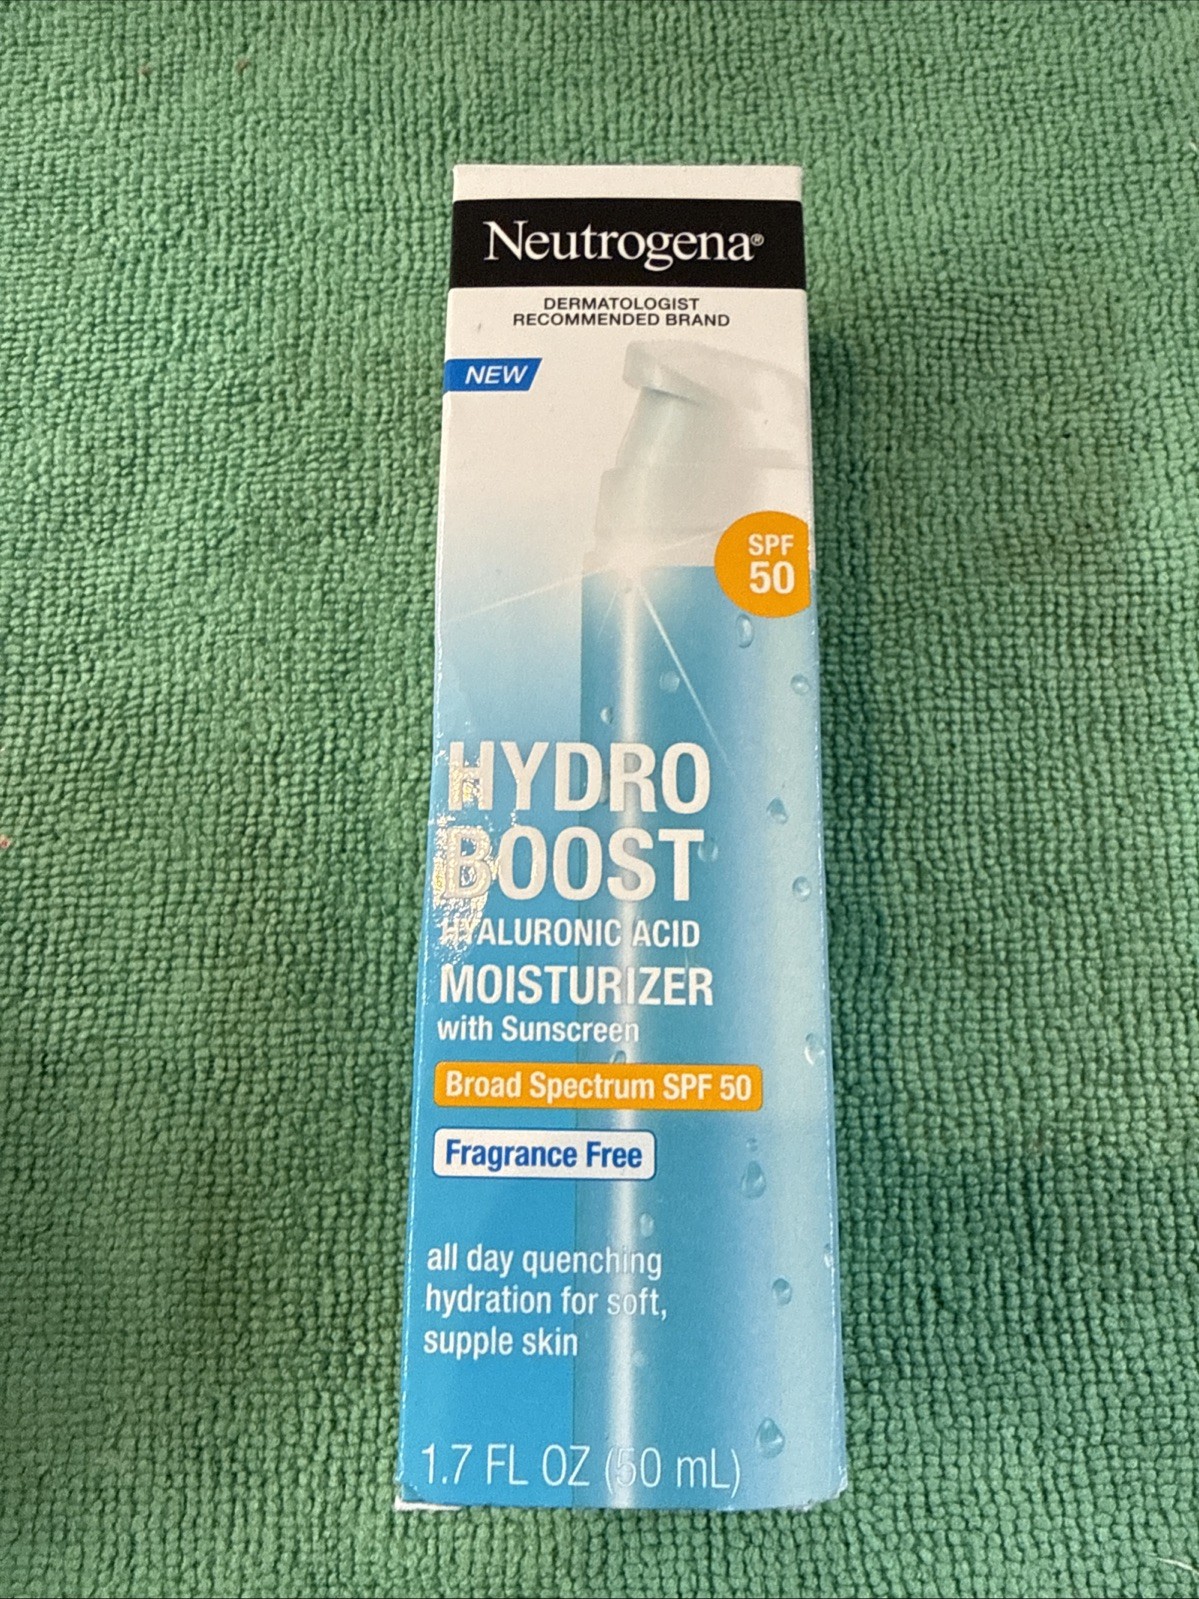 Neutrogena®
DERMATOLOGIST
RECOMMENDED BRAND
NEW
SPF
50
HYDRO
BOOST
HYALURONIC ACID
MOISTURIZER
with Sunscreen
Broad Spectrum SPF 50
Fragrance Free
all day quenching
hydration for soft,
supple skin
1.7 FL OZ (50 mL)